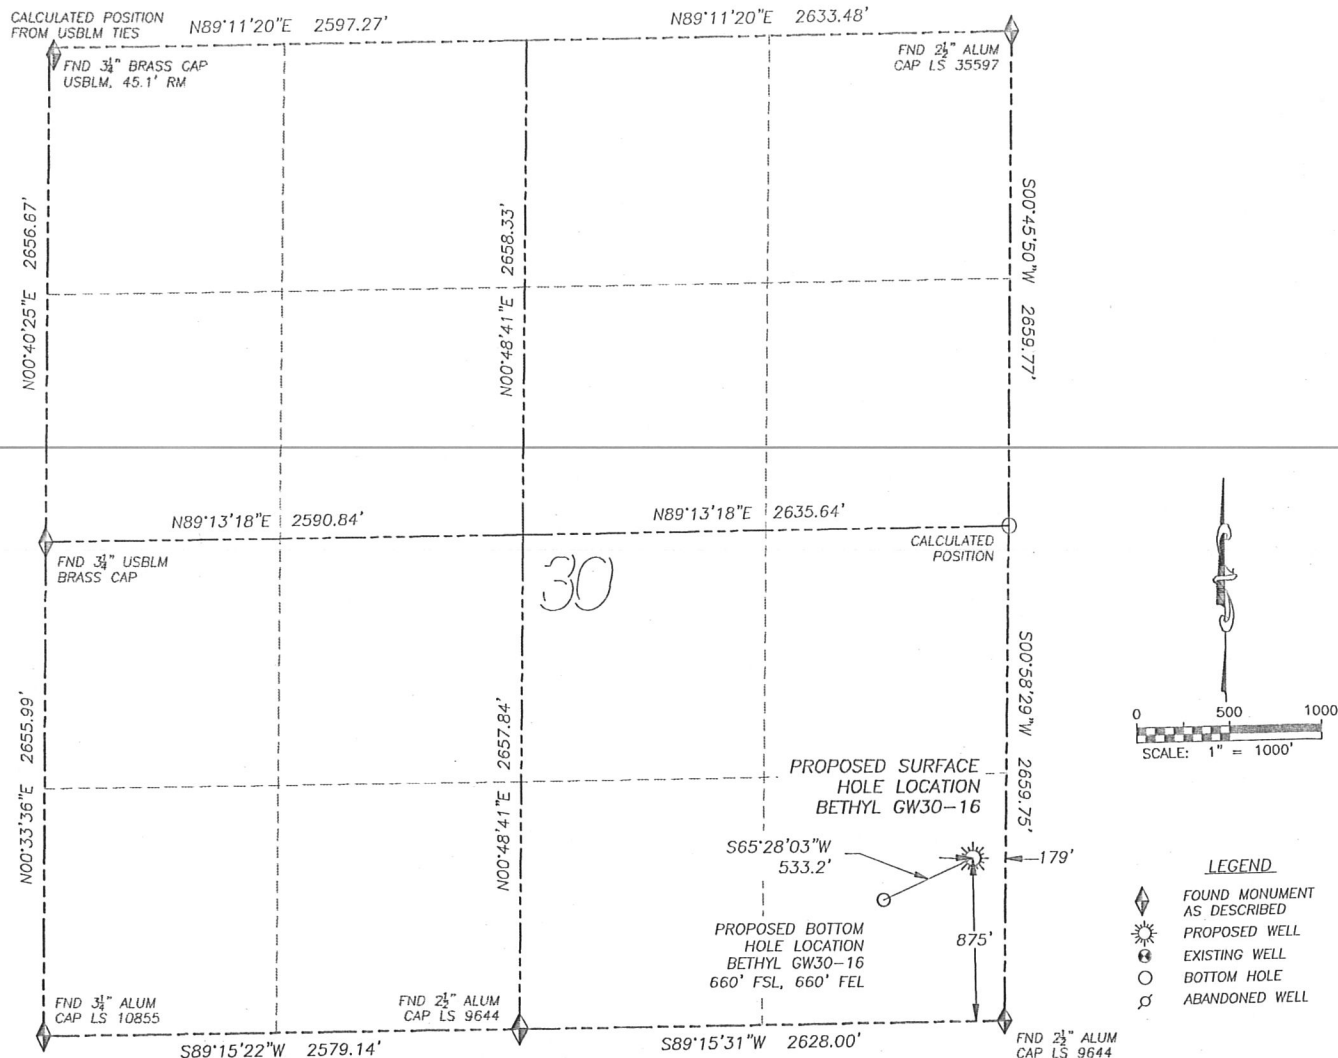 CALCULATED POSITION
FROM USBLM TIES
N89°11'20"E 2597.27'
N89°11'20"E 2633.48'
FND 3¼" BRASS CAP
USBLM, 45.1' RM
FND 2½" ALUM
CAP LS 35597
N00°40'25"E 2656.67'
N00°48'41"E 2658.33'
S00°45'50"W 2659.77'
N89°13'18"E 2590.84'
N89°13'18"E 2635.64'
FND 3¼" USBLM
BRASS CAP
CALCULATED
POSITION
30
N00°33'36"E 2655.99'
N00°48'41"E 2657.84'
S00°58'29"W 2659.75'
0 500 1000
SCALE: 1" = 1000'
PROPOSED SURFACE
HOLE LOCATION
BETHYL GW30-16
S65°28'03"W
533.2'
179'
875'
PROPOSED BOTTOM
HOLE LOCATION
BETHYL GW30-16
660' FSL, 660' FEL
LEGEND
FOUND MONUMENT
AS DESCRIBED
PROPOSED WELL
EXISTING WELL
BOTTOM HOLE
ABANDONED WELL
FND 3¼" ALUM
CAP LS 10855
FND 2½" ALUM
CAP LS 9644
S89°15'22"W 2579.14'
S89°15'31"W 2628.00'
FND 2½" ALUM
CAP LS 9644